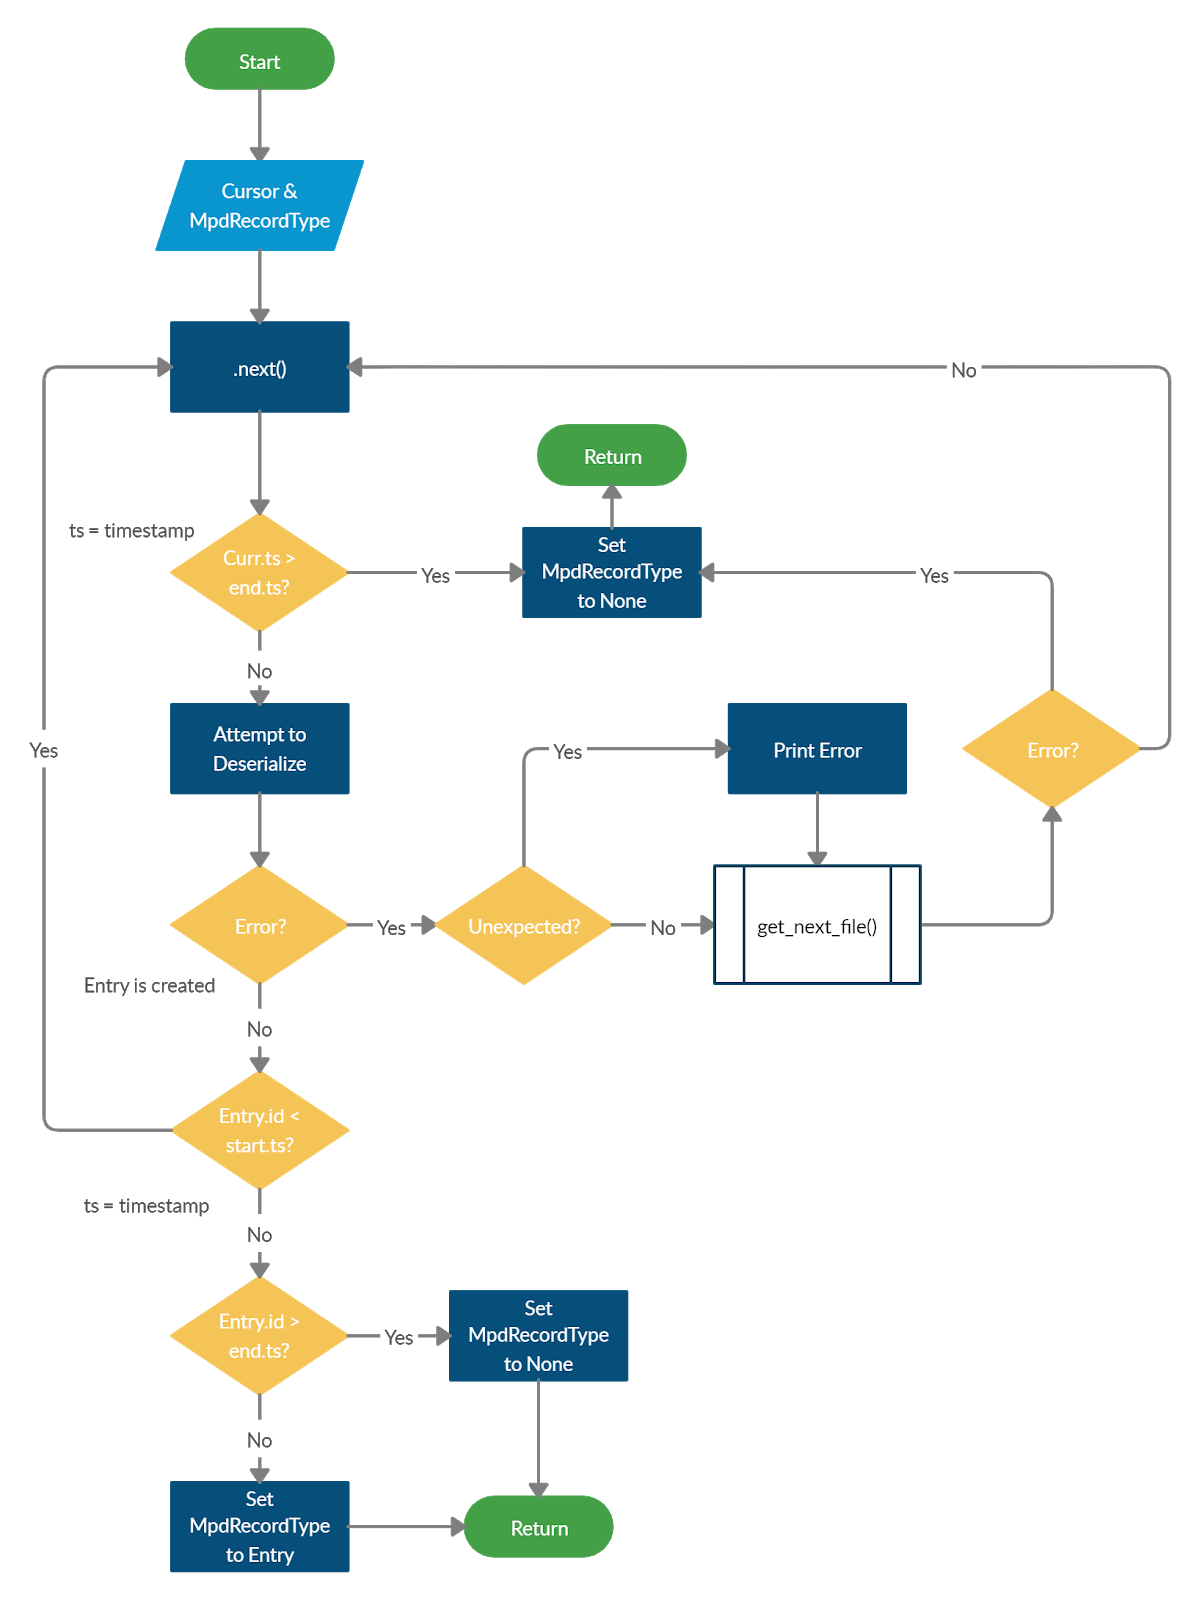 Start
Cursor &
MpdRecordType
.next()
No
Return
ts = timestamp
Curr.ts >
end.ts?
Yes
Set
MpdRecordType
to None
Yes
No
Attempt to
Deserialize
Yes
Yes
Print Error
Error?
Error?
Yes
Unexpected?
No
get_next_file()
Entry is created
No
Entry.id <
start.ts?
ts = timestamp
No
Entry.id >
end.ts?
Yes
Set
MpdRecordType
to None
No
Set
MpdRecordType
to Entry
Return